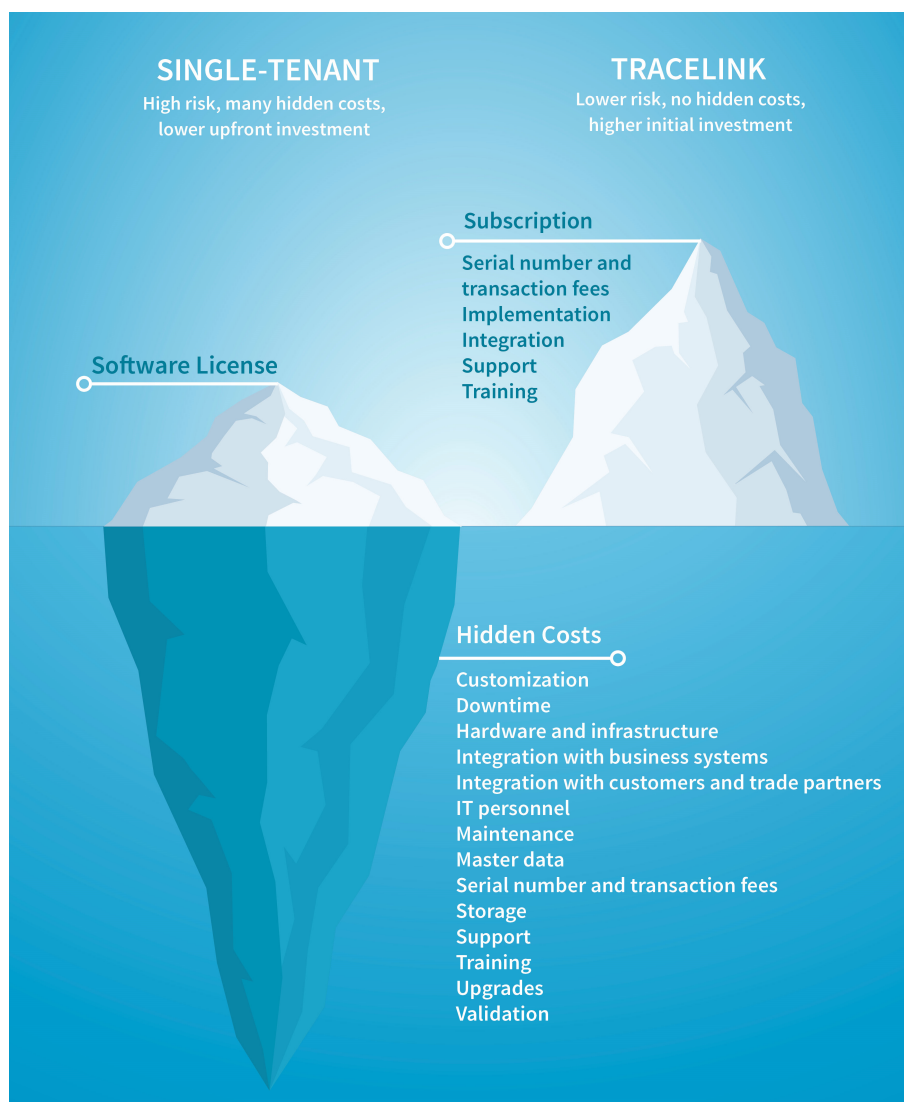 SINGLE-TENANT
High risk, many hidden costs,
lower upfront investment
TRACELINK
Lower risk, no hidden costs,
higher initial investment
Subscription
Serial number and
transaction fees
Implementation
Integration
Support
Training
Software License
Hidden Costs
Customization
Downtime
Hardware and infrastructure
Integration with business systems
Integration with customers and trade partners
IT personnel
Maintenance
Master data
Serial number and transaction fees
Storage
Support
Training
Upgrades
Validation